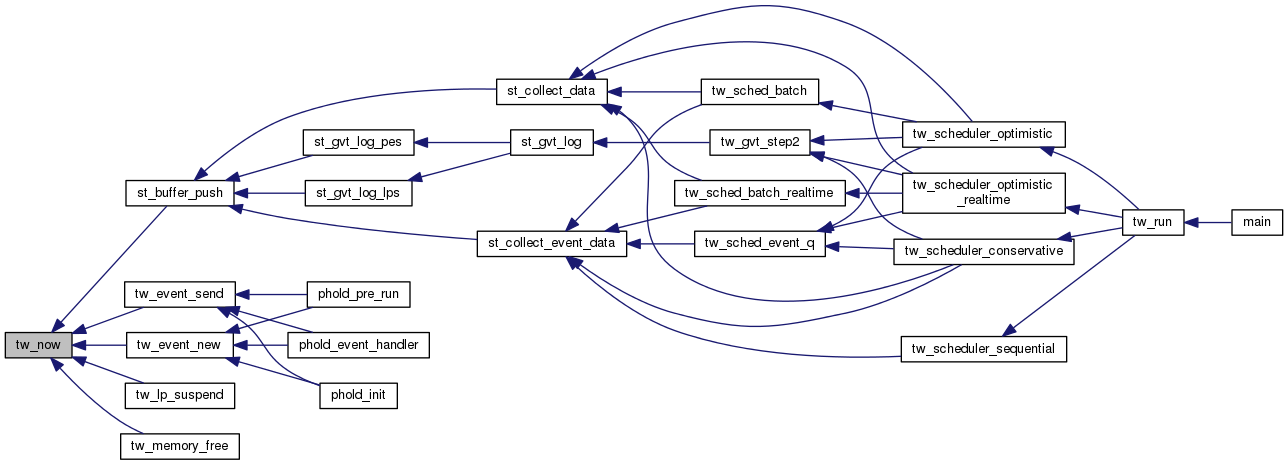 st_collect_data
tw_sched_batch
st_gvt_log_pes
st_gvt_log
tw_gvt_step2
tw_scheduler_optimistic
st_buffer_push
st_gvt_log_lps
tw_sched_batch_realtime
tw_scheduler_optimistic
_realtime
tw_run
main
st_collect_event_data
tw_sched_event_q
tw_scheduler_conservative
tw_event_send
phold_pre_run
tw_now
tw_event_new
phold_event_handler
tw_scheduler_sequential
tw_lp_suspend
phold_init
tw_memory_free